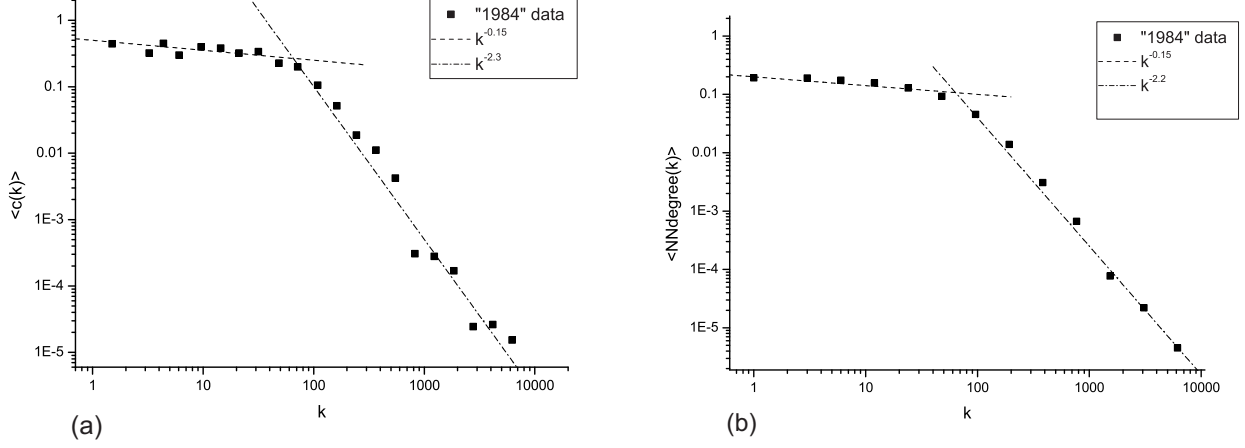 1
0.1
0.01
1E-3
1E-4
1E-5
<c(k)>
1 10 100 1000 10000
k
"1984" data
k^-0.15
k^-2.3
(a)
1
0.1
0.01
1E-3
1E-4
1E-5
<NNdegree(k)>
1 10 100 1000 10000
k
"1984" data
k^-0.15
k^-2.2
(b)